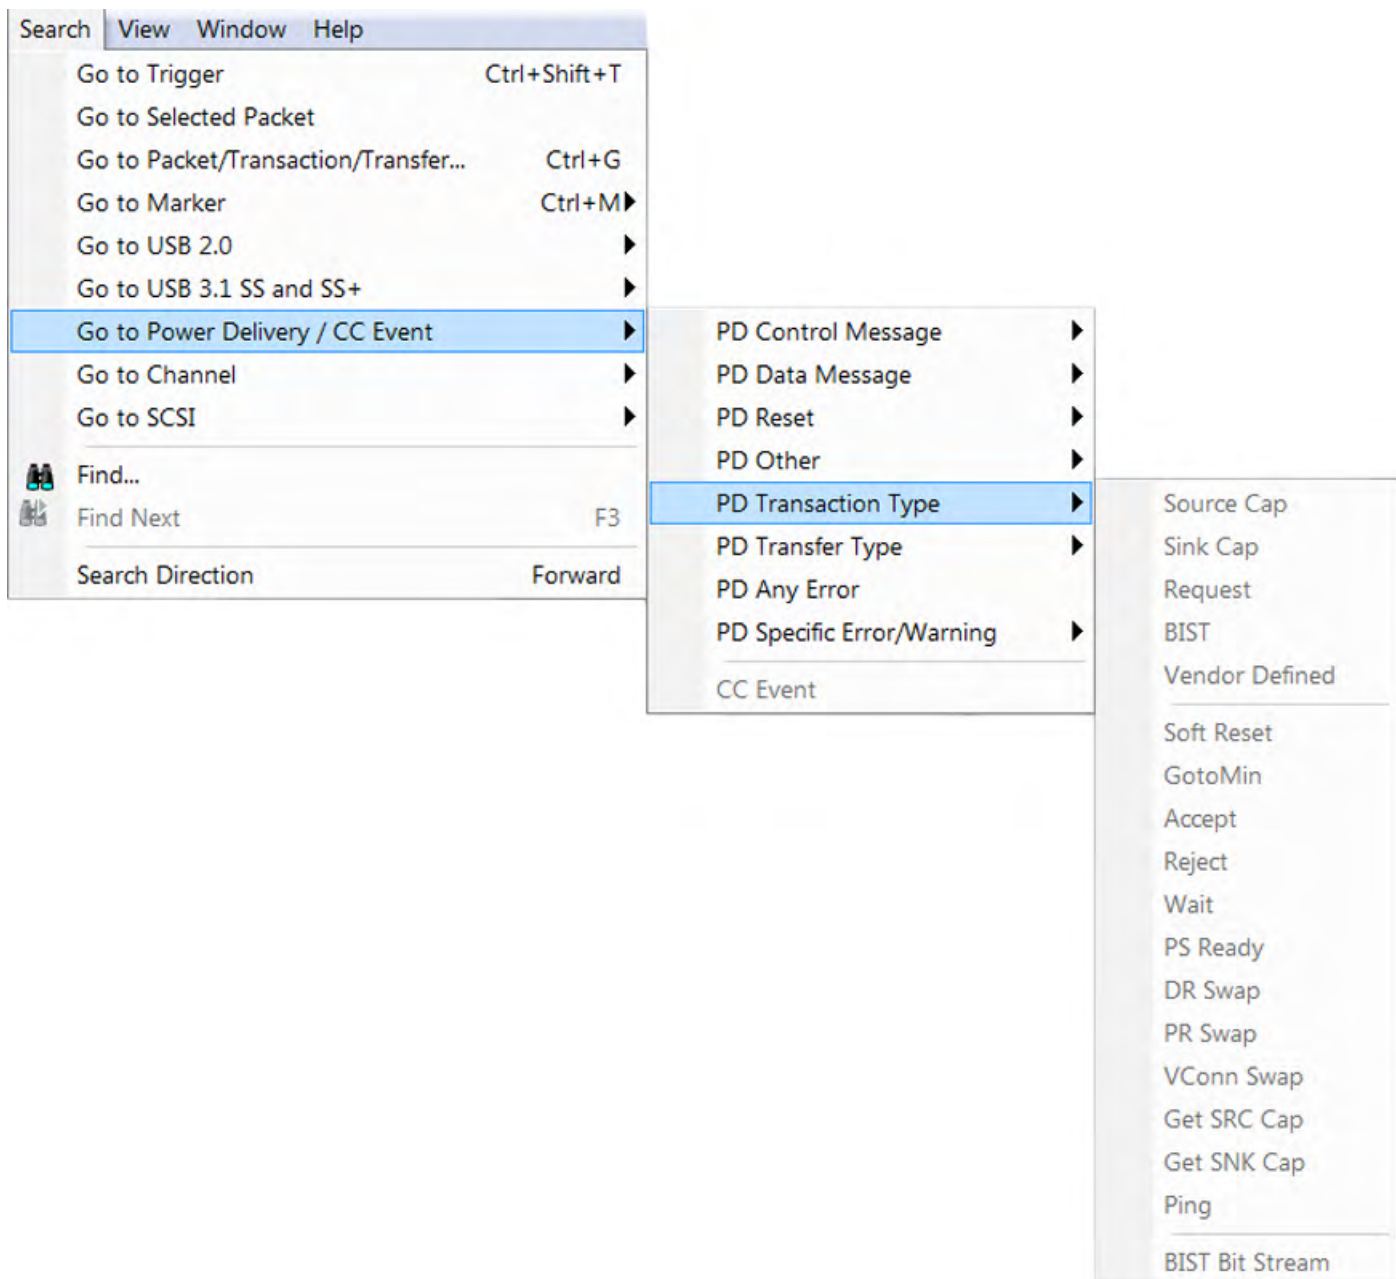 Search View Window Help
Go to Trigger Ctrl+Shift+T
Go to Selected Packet
Go to Packet/Transaction/Transfer... Ctrl+G
Go to Marker Ctrl+M
Go to USB 2.0
Go to USB 3.1 SS and SS+
Go to Power Delivery / CC Event
Go to Channel
Go to SCSI
Find...
Find Next F3
Search Direction Forward
PD Control Message
PD Data Message
PD Reset
PD Other
PD Transaction Type
PD Transfer Type
PD Any Error
PD Specific Error/Warning
CC Event
Source Cap
Sink Cap
Request
BIST
Vendor Defined
Soft Reset
GotoMin
Accept
Reject
Wait
PS Ready
DR Swap
PR Swap
VConn Swap
Get SRC Cap
Get SNK Cap
Ping
BIST Bit Stream